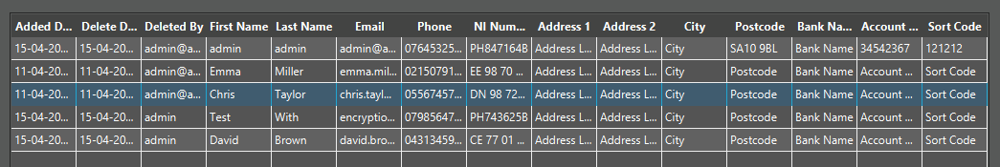 Added D... Delete D... Deleted By First Name Last Name Email Phone NI Num... Address 1 Address 2 City Postcode Bank Na... Account ... Sort Code
15-04-20... 15-04-20... admin@a... admin admin admin@a... 07645325... PH847164B Address L... Address L... City SA10 9BL Bank Name 34542367 121212
11-04-20... 11-04-20... admin@a... Emma Miller emma.mil... 02150791... EE 98 70 ... Address L... Address L... City Postcode Bank Name Account ... Sort Code
11-04-20... 11-04-20... admin@a... Chris Taylor chris.tayl... 05567457... DN 98 72... Address L... Address L... City Postcode Bank Name Account ... Sort Code
15-04-20... 15-04-20... admin Test With encryptio... 07985647... PH743625B Address L... Address L... City Postcode Bank Name Account ... Sort Code
15-04-20... 15-04-20... admin David Brown david.bro... 04313459... CE 77 01 ... Address L... Address L... City Postcode Bank Name Account ... Sort Code